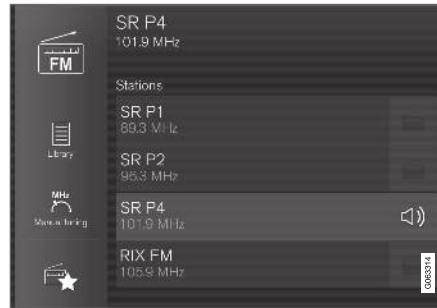 SR P4
101.9 MHz
FM
Stations
SR P1
89.3 MHz
Library
SR P2
96.3 MHz
MHz
Manual tuning
SR P4
101.9 MHz
RIX FM
105.9 MHz
G063314